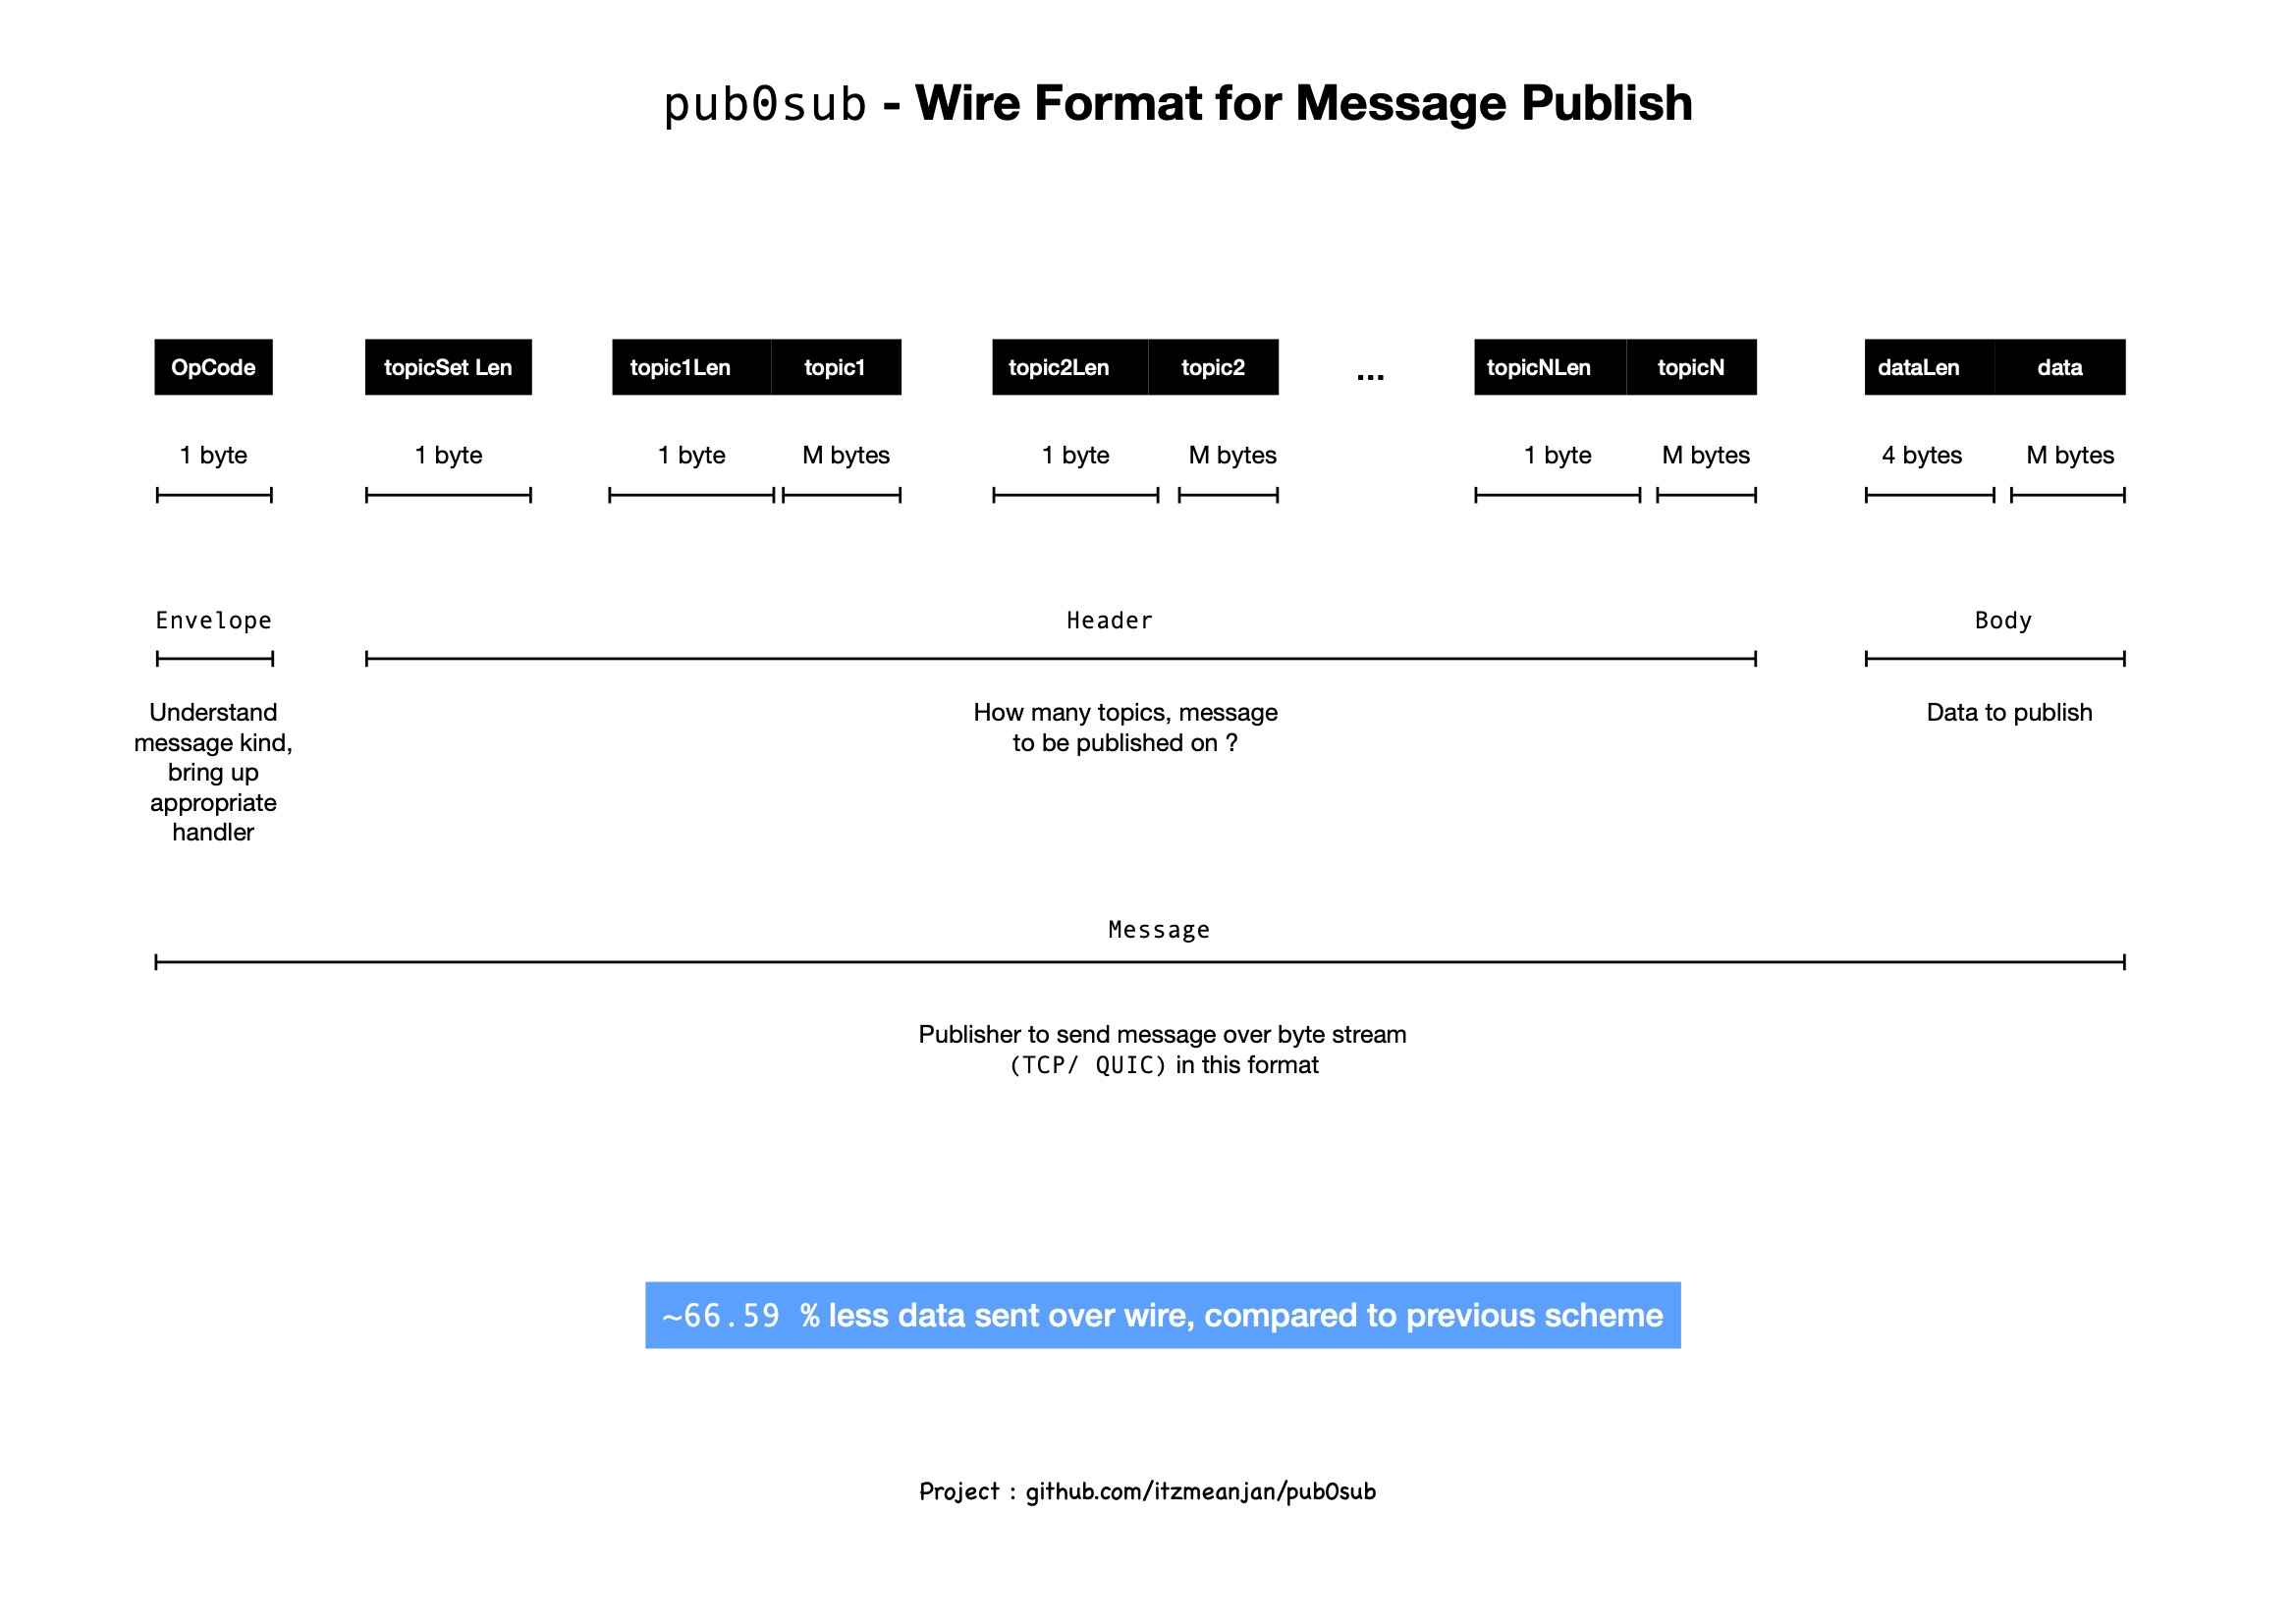 pub0sub - Wire Format for Message Publish
OpCode topicSet Len topic1Len topic1 topic2Len topic2 ... topicNLen topicN dataLen data
1 byte 1 byte 1 byte M bytes 1 byte M bytes 1 byte M bytes 4 bytes M bytes
Envelope Header Body
Understand
message kind,
bring up
appropriate
handler
How many topics, message
to be published on ?
Data to publish
Message
Publisher to send message over byte stream
(TCP/ QUIC) in this format
~66.59 % less data sent over wire, compared to previous scheme
Project : github.com/itzmeanjan/pub0sub